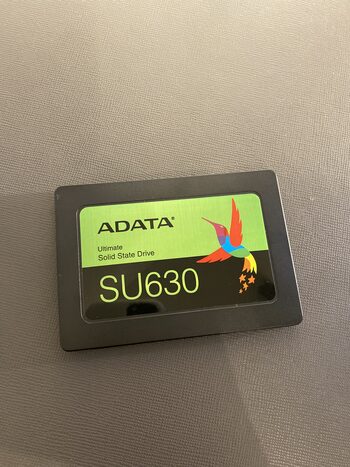 ADATA®
Ultimate
Solid State Drive
SU630